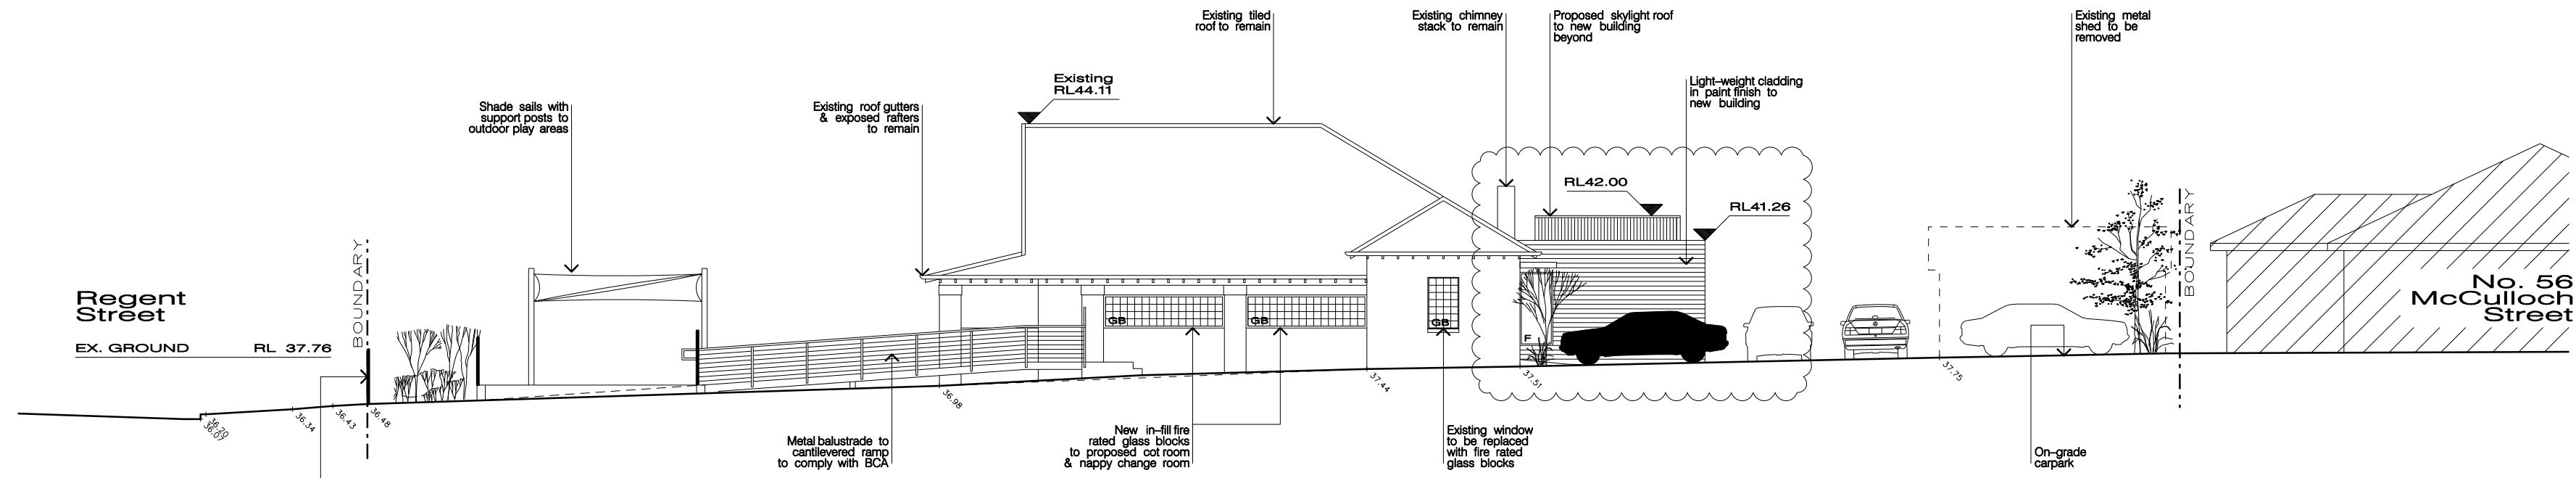 Existing tiled
roof to remain
Existing chimney
stack to remain
Proposed skylight roof
to new building
beyond
Existing metal
shed to be
removed
Existing
RL44.11
Light-weight cladding
in paint finish to
new building
Shade sails with
support posts to
outdoor play areas
Existing roof gutters
& exposed rafters
to remain
RL42.00
RL41.26
BOUNDARY
BOUNDARY
Regent
Street
No. 56
McCulloch
Street
EX. GROUND RL 37.76
GB
GB
GB
F
36.07
36.20
36.34
36.43
36.48
36.98
37.44
37.51
37.75
Metal balustrade to
cantilevered ramp
to comply with BCA
New in-fill fire
rated glass blocks
to proposed cot room
& nappy change room
Existing window
to be replaced
with fire rated
glass blocks
On-grade
carpark